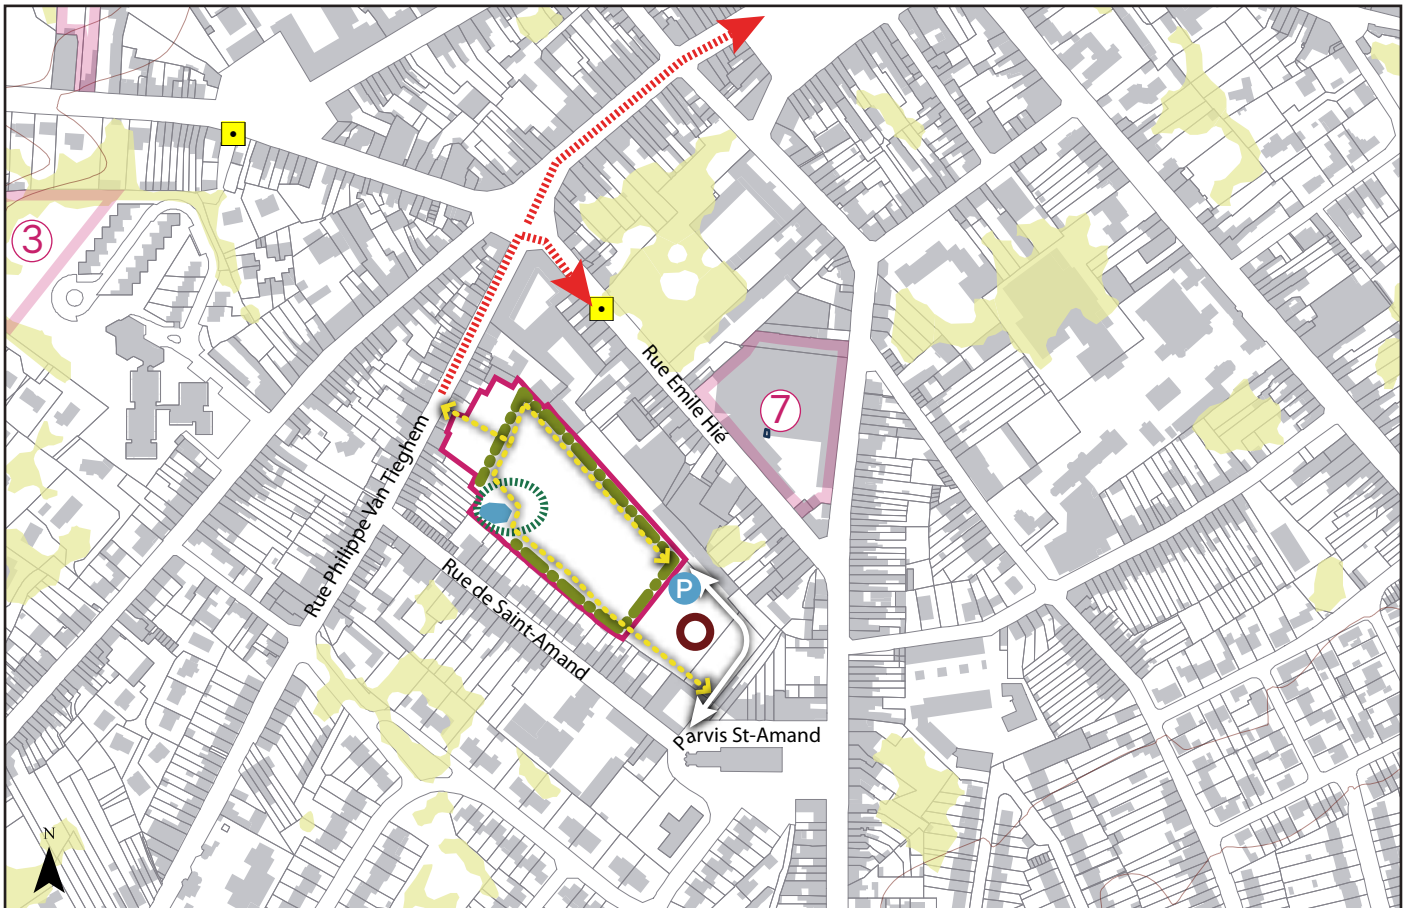 3
Rue Emile Hié
7
Rue Philippe Van Tieghem
Rue de Saint-Amand
P
Parvis St-Amand
N